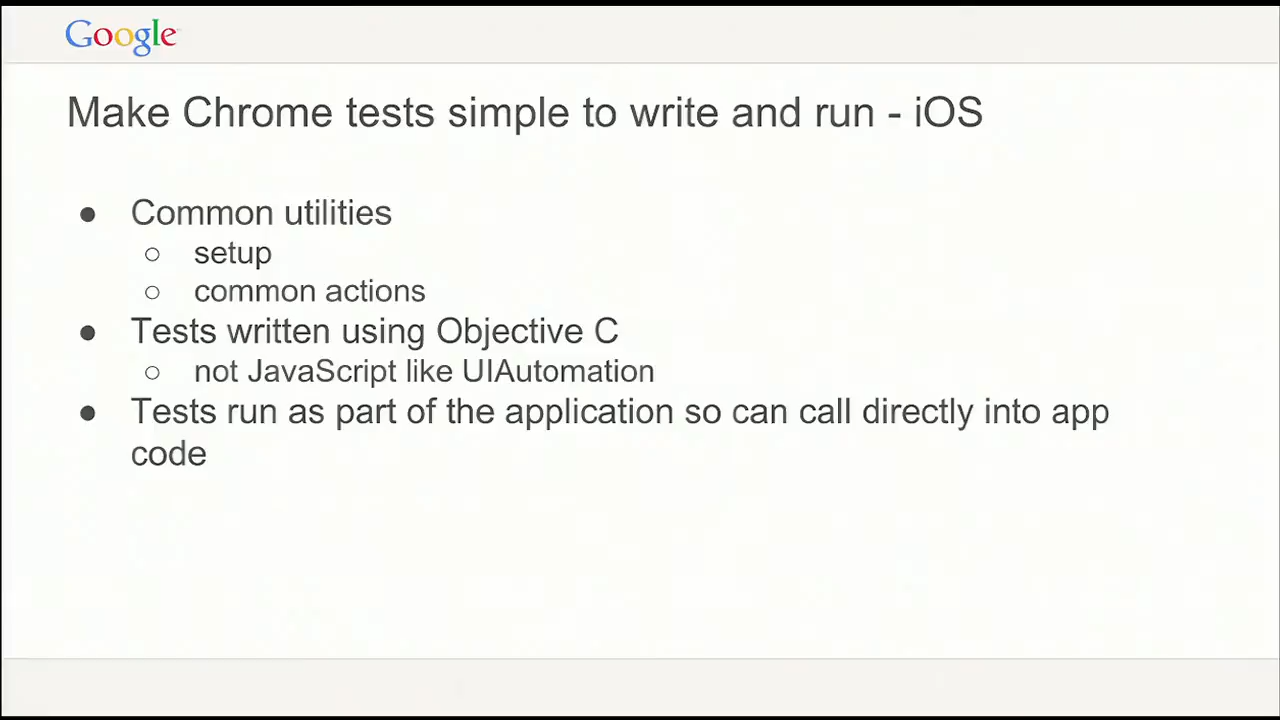 Google
Make Chrome tests simple to write and run - iOS
● Common utilities
○ setup
○ common actions
● Tests written using Objective C
○ not JavaScript like UIAutomation
● Tests run as part of the application so can call directly into app
code